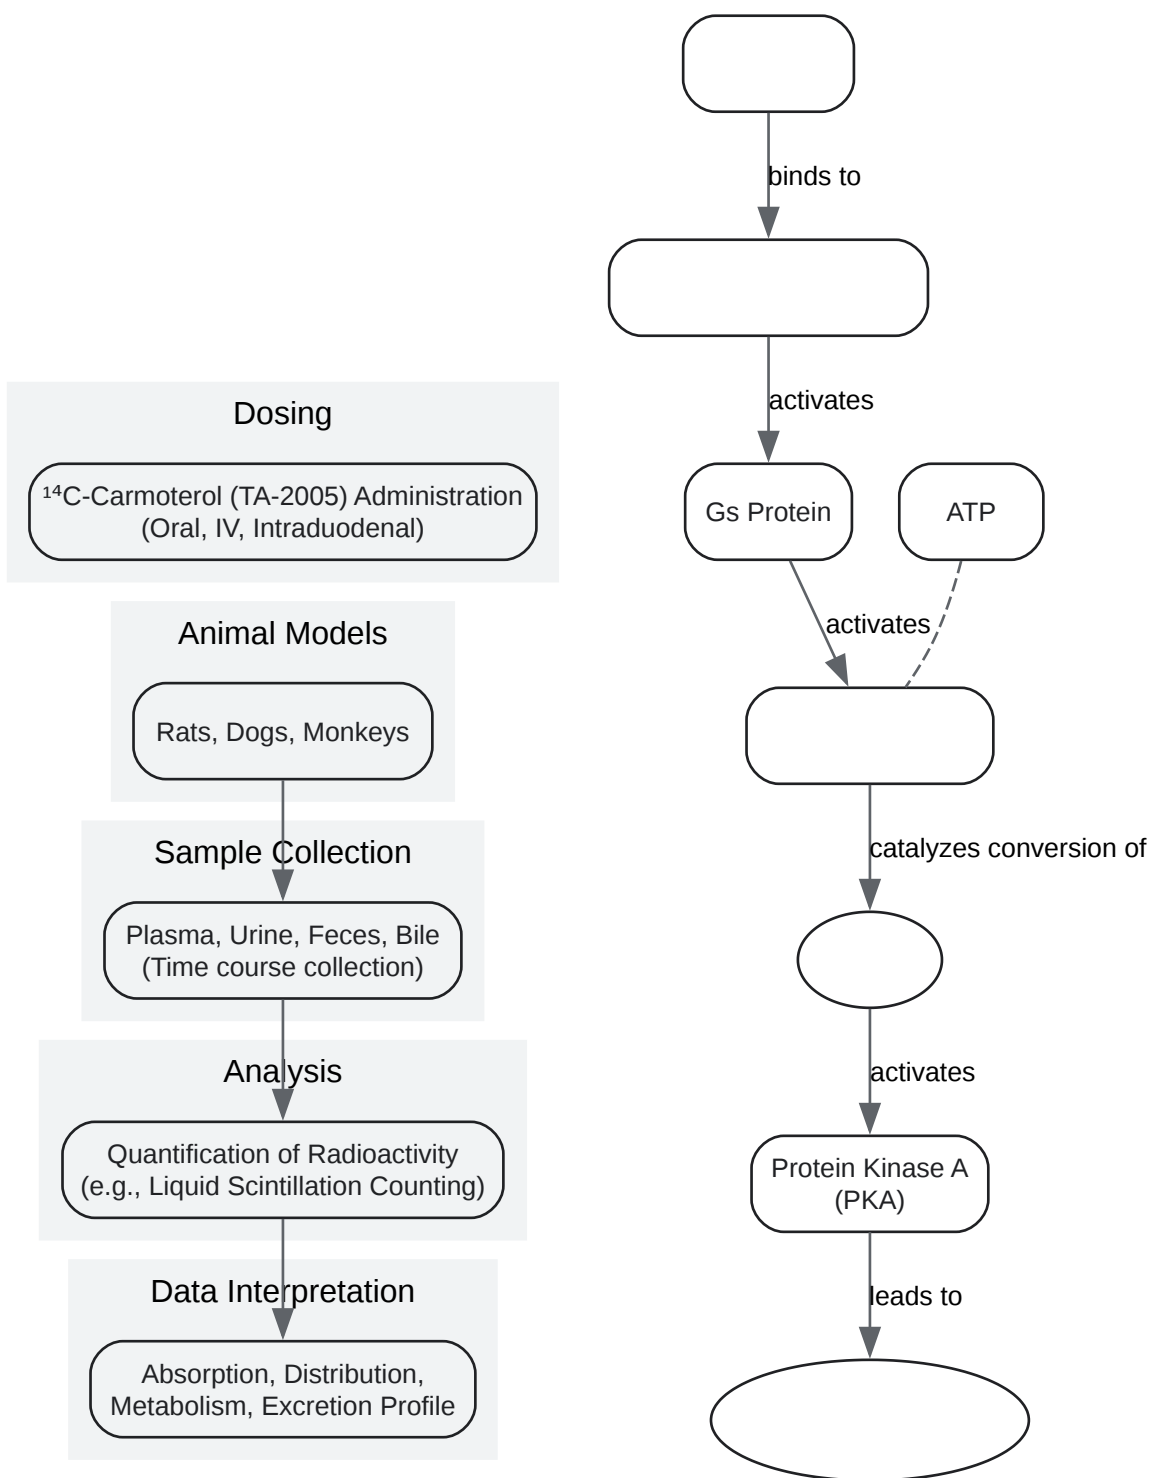 Dosing
¹⁴C-Carmoterol (TA-2005) Administration
(Oral, IV, Intraduodenal)
Animal Models
Rats, Dogs, Monkeys
Sample Collection
Plasma, Urine, Feces, Bile
(Time course collection)
Analysis
Quantification of Radioactivity
(e.g., Liquid Scintillation Counting)
Data Interpretation
Absorption, Distribution,
Metabolism, Excretion Profile
binds to
activates
Gs Protein
ATP
activates
catalyzes conversion of
activates
Protein Kinase A
(PKA)
leads to